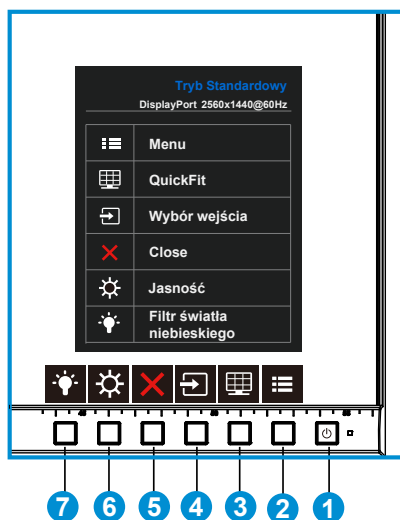 Tryb Standardowy
DisplayPort 2560x1440@60Hz
Menu
QuickFit
Wybór wejścia
Close
Jasność
Filtr światła
niebieskiego
7 6 5 4 3 2 1